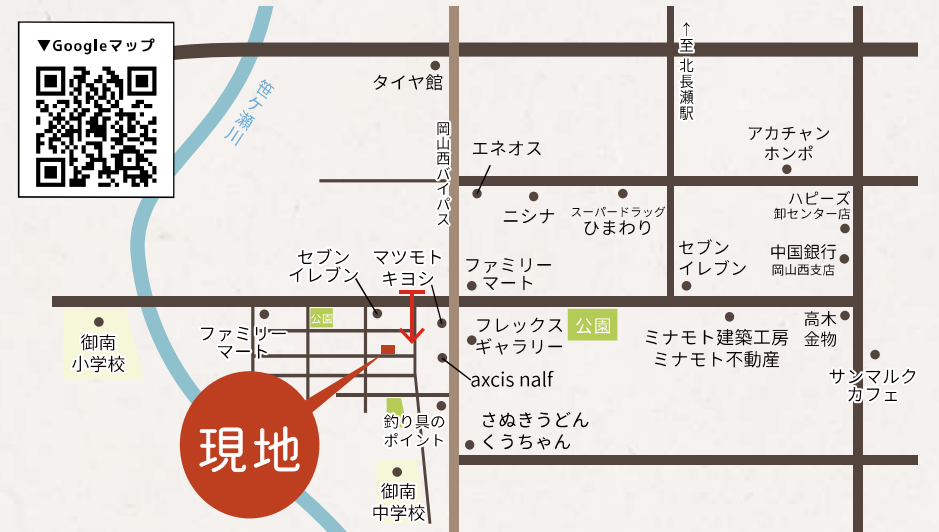 ▼Googleマップ
笹ケ瀬川
タイヤ館
岡山西バイパス
↑至 北長瀬駅
エネオス
ニシナ
スーパードラッグ
ひまわり
アカチャン
ホンポ
ハピーズ
卸センター店
中国銀行
岡山西支店
セブン
イレブン
ファミリー
マート
セブン
イレブン
マツモト
キヨシ
公園
ファミリー
マート
御南
小学校
フレックス
ギャラリー
公園
ミナモト建築工房
ミナモト不動産
高木
金物
サンマルク
カフェ
axcis nalf
釣り具の
ポイント
さぬきうどん
くうちゃん
現地
御南
中学校